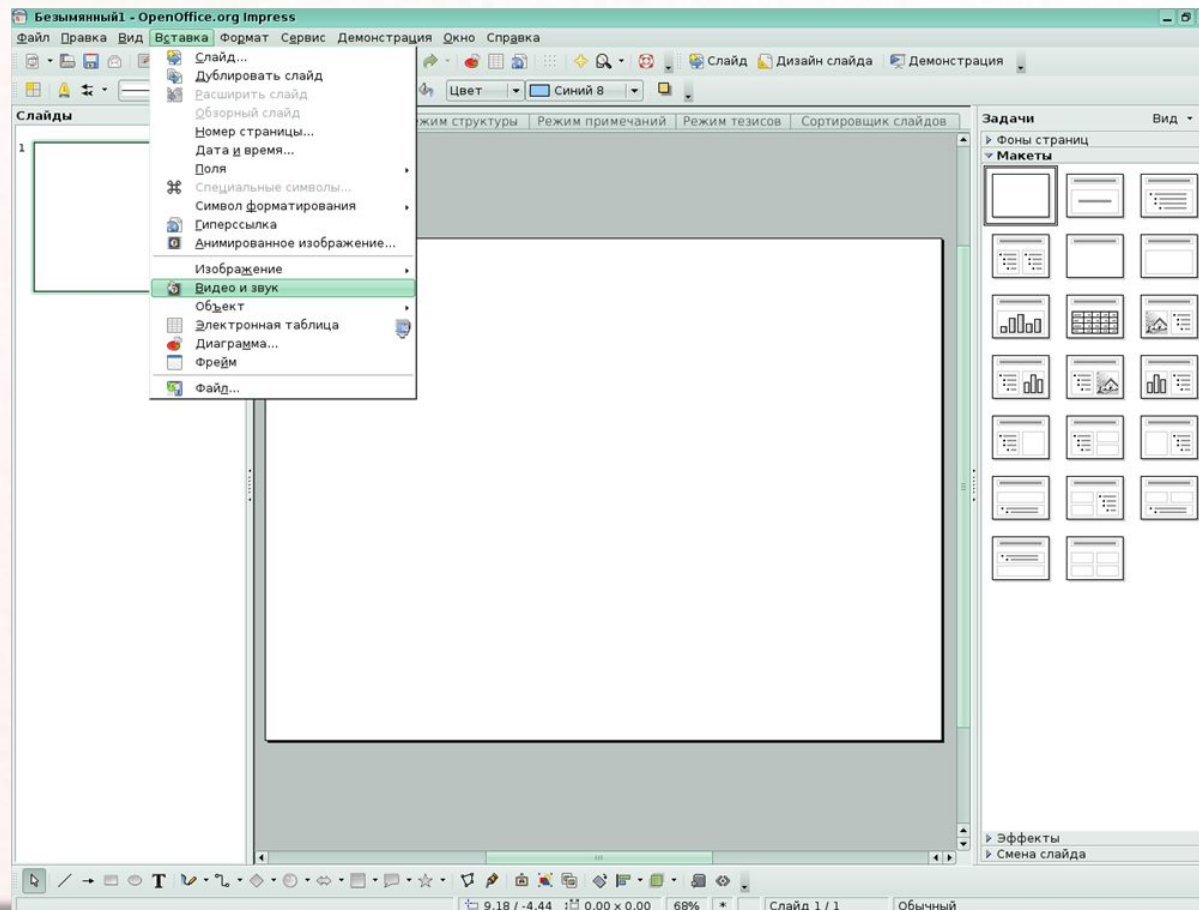 Безымянный1 - OpenOffice.org Impress
Файл Правка Вид Вставка Формат Сервис Демонстрация Окно Справка
Слайд Дизайн слайда Демонстрация
Цвет Синий 8
Слайды
1
Слайд...
Дублировать слайд
Расширить слайд
Обзорный слайд
Номер страницы...
Дата и время...
Поля
Специальные символы...
Символ форматирования
Гиперссылка
Анимированное изображение...
Изображение
Видео и звук
Объект
Электронная таблица
Диаграмма...
Фрейм
Файл...
структуры Режим примечаний Режим тезисов Сортировщик слайдов
Задачи Вид
Фоны страниц
Макеты
Эффекты
Смена слайда
9,18 / -4,44 0,00 x 0,00 68% * Слайд 1 / 1 Обычный